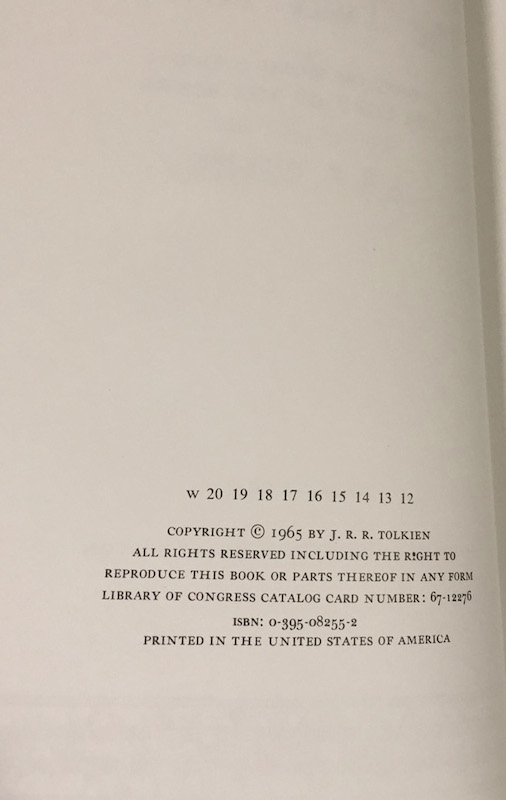 W 20 19 18 17 16 15 14 13 12
COPYRIGHT © 1965 BY J. R. R. TOLKIEN
ALL RIGHTS RESERVED INCLUDING THE RIGHT TO
REPRODUCE THIS BOOK OR PARTS THEREOF IN ANY FORM
LIBRARY OF CONGRESS CATALOG CARD NUMBER: 67-12276
ISBN: 0-395-08255-2
PRINTED IN THE UNITED STATES OF AMERICA